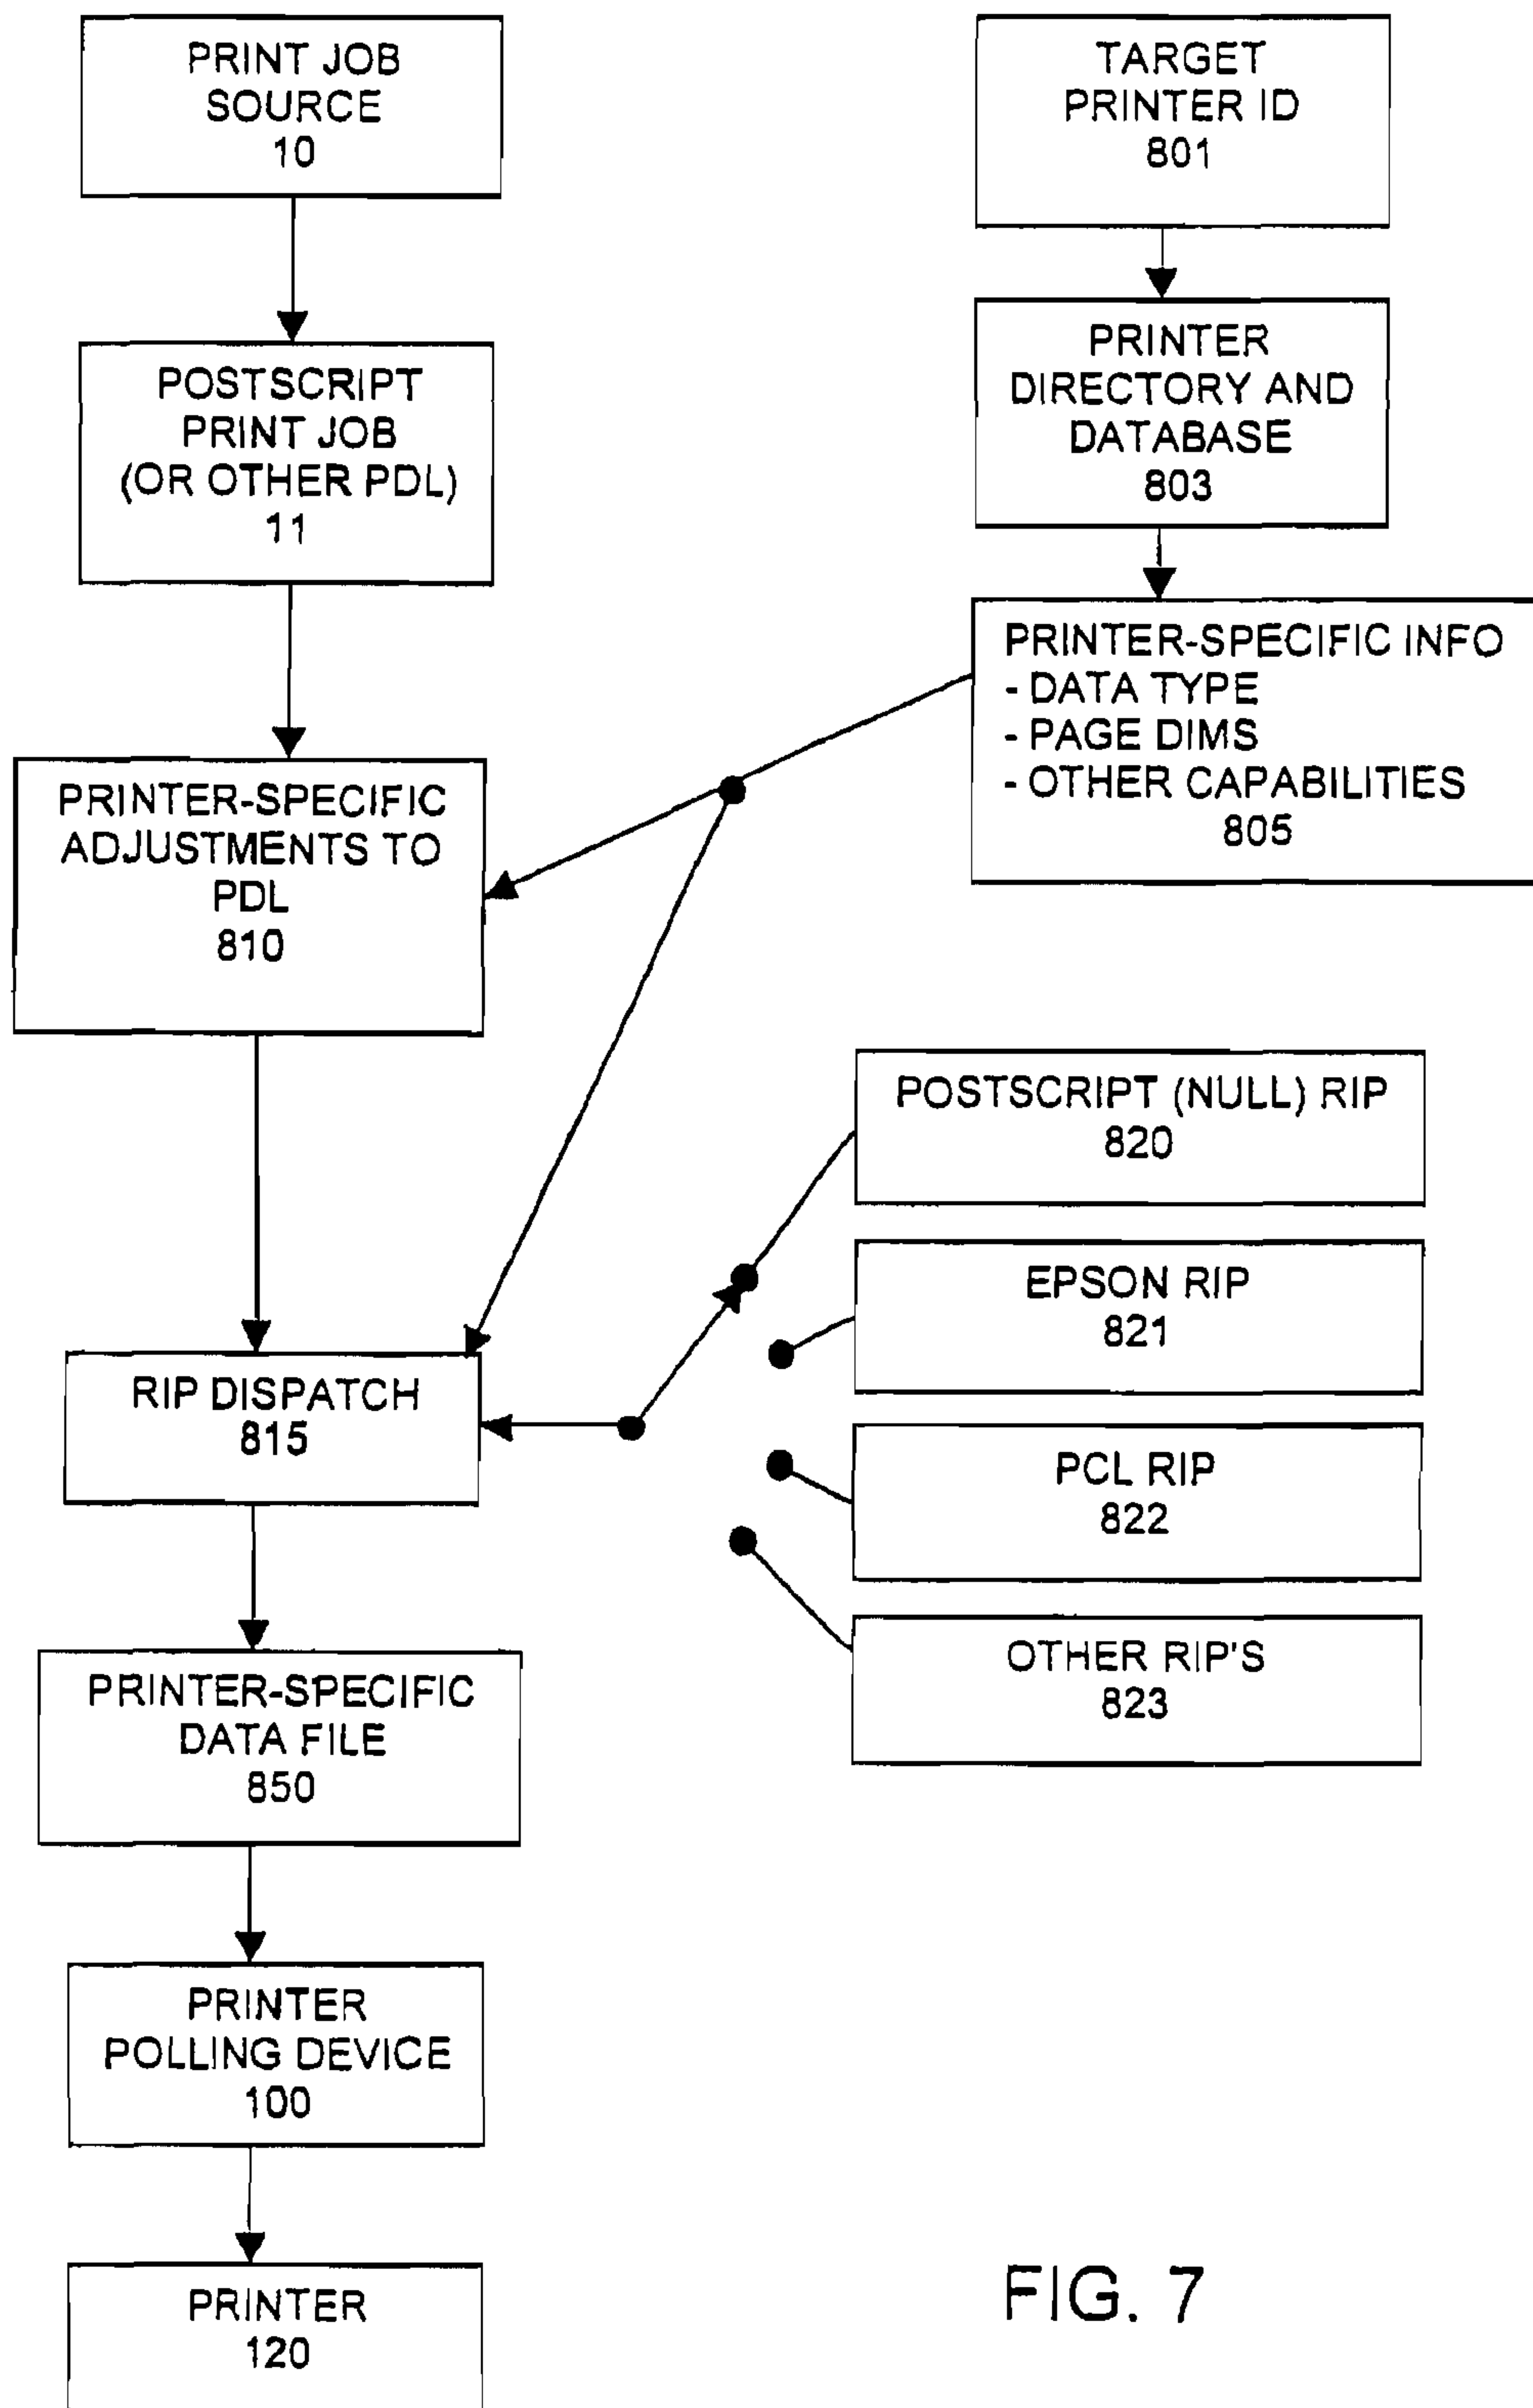 PRINT JOB
SOURCE
10
TARGET
PRINTER ID
801
POSTSCRIPT
PRINT JOB
(OR OTHER PDL)
11
PRINTER
DIRECTORY AND
DATABASE
803
PRINTER-SPECIFIC INFO
- DATA TYPE
- PAGE DIMS
- OTHER CAPABILITIES
805
PRINTER-SPECIFIC
ADJUSTMENTS TO
PDL
810
POSTSCRIPT (NULL) RIP
820
EPSON RIP
821
RIP DISPATCH
815
PCL RIP
822
OTHER RIP'S
823
PRINTER-SPECIFIC
DATA FILE
850
PRINTER
POLLING DEVICE
100
PRINTER
120
FIG. 7